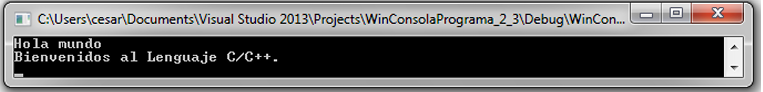 C:\Users\cesar\Documents\Visual Studio 2013\Projects\WinConsolaPrograma_2_3\Debug\WinCon...
Hola mundo
Bienvenidos al Lenguaje C/C++.